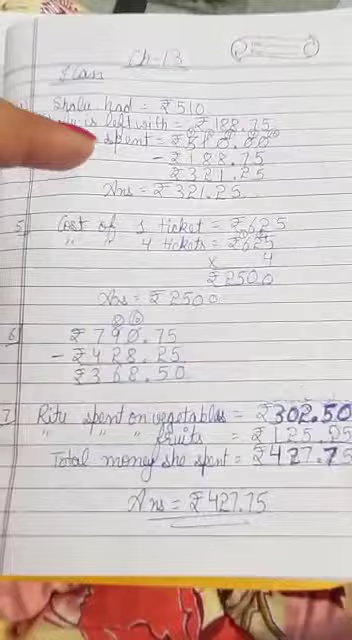 Ch-13
Shalu had = ₹510
is left with = ₹188.75
spent = ₹510.00
- ₹188.75
₹321.25
Ans = ₹321.25
5 Cost of 1 ticket = ₹625
" " 4 tickets = ₹625
x 4
₹2500
Ans = ₹2500
6
₹790.75
- ₹428.25
₹368.50
7 Ritu spent on vegetables = ₹302.50
" " " fruits = ₹125.25
Total money she spent = ₹427.75
Ans = ₹427.75